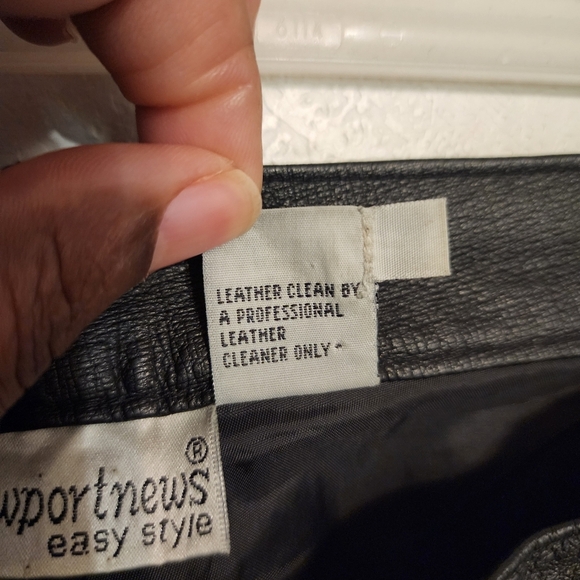 LEATHER CLEAN BY
A PROFESSIONAL
LEATHER
CLEANER ONLY
wportnews®
easy style